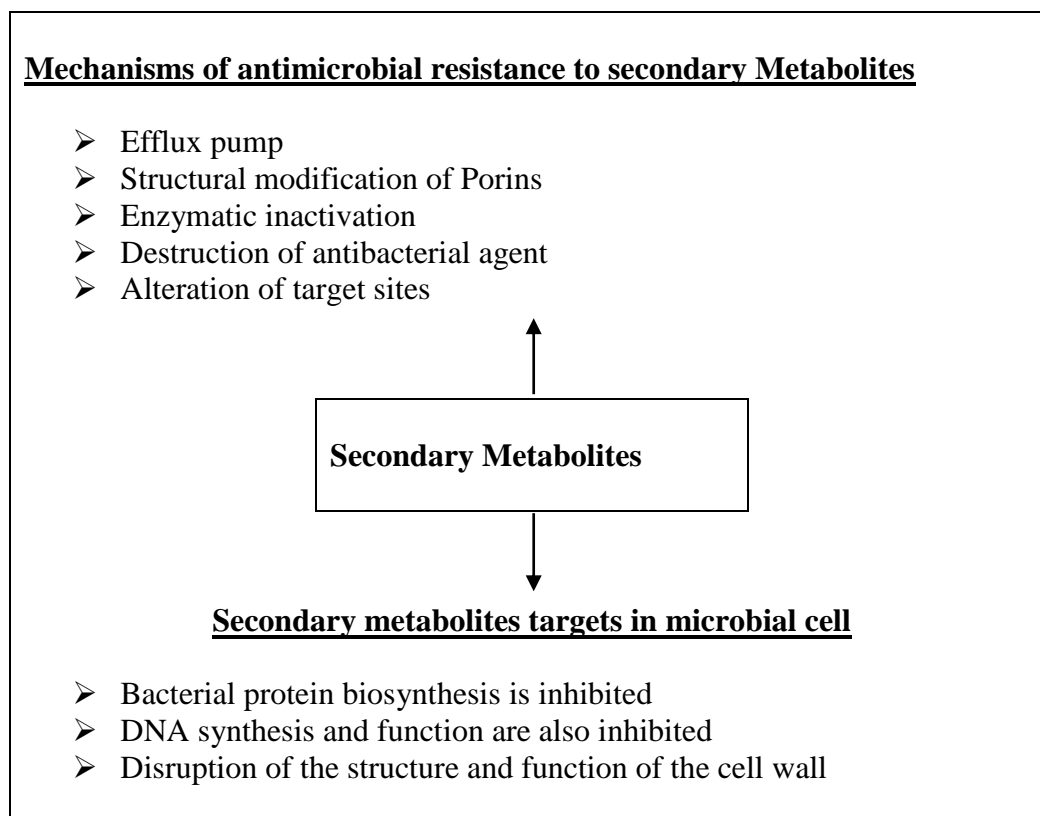 Mechanisms of antimicrobial resistance to secondary Metabolites
➢ Efflux pump
➢ Structural modification of Porins
➢ Enzymatic inactivation
➢ Destruction of antibacterial agent
➢ Alteration of target sites
Secondary Metabolites
Secondary metabolites targets in microbial cell
➢ Bacterial protein biosynthesis is inhibited
➢ DNA synthesis and function are also inhibited
➢ Disruption of the structure and function of the cell wall